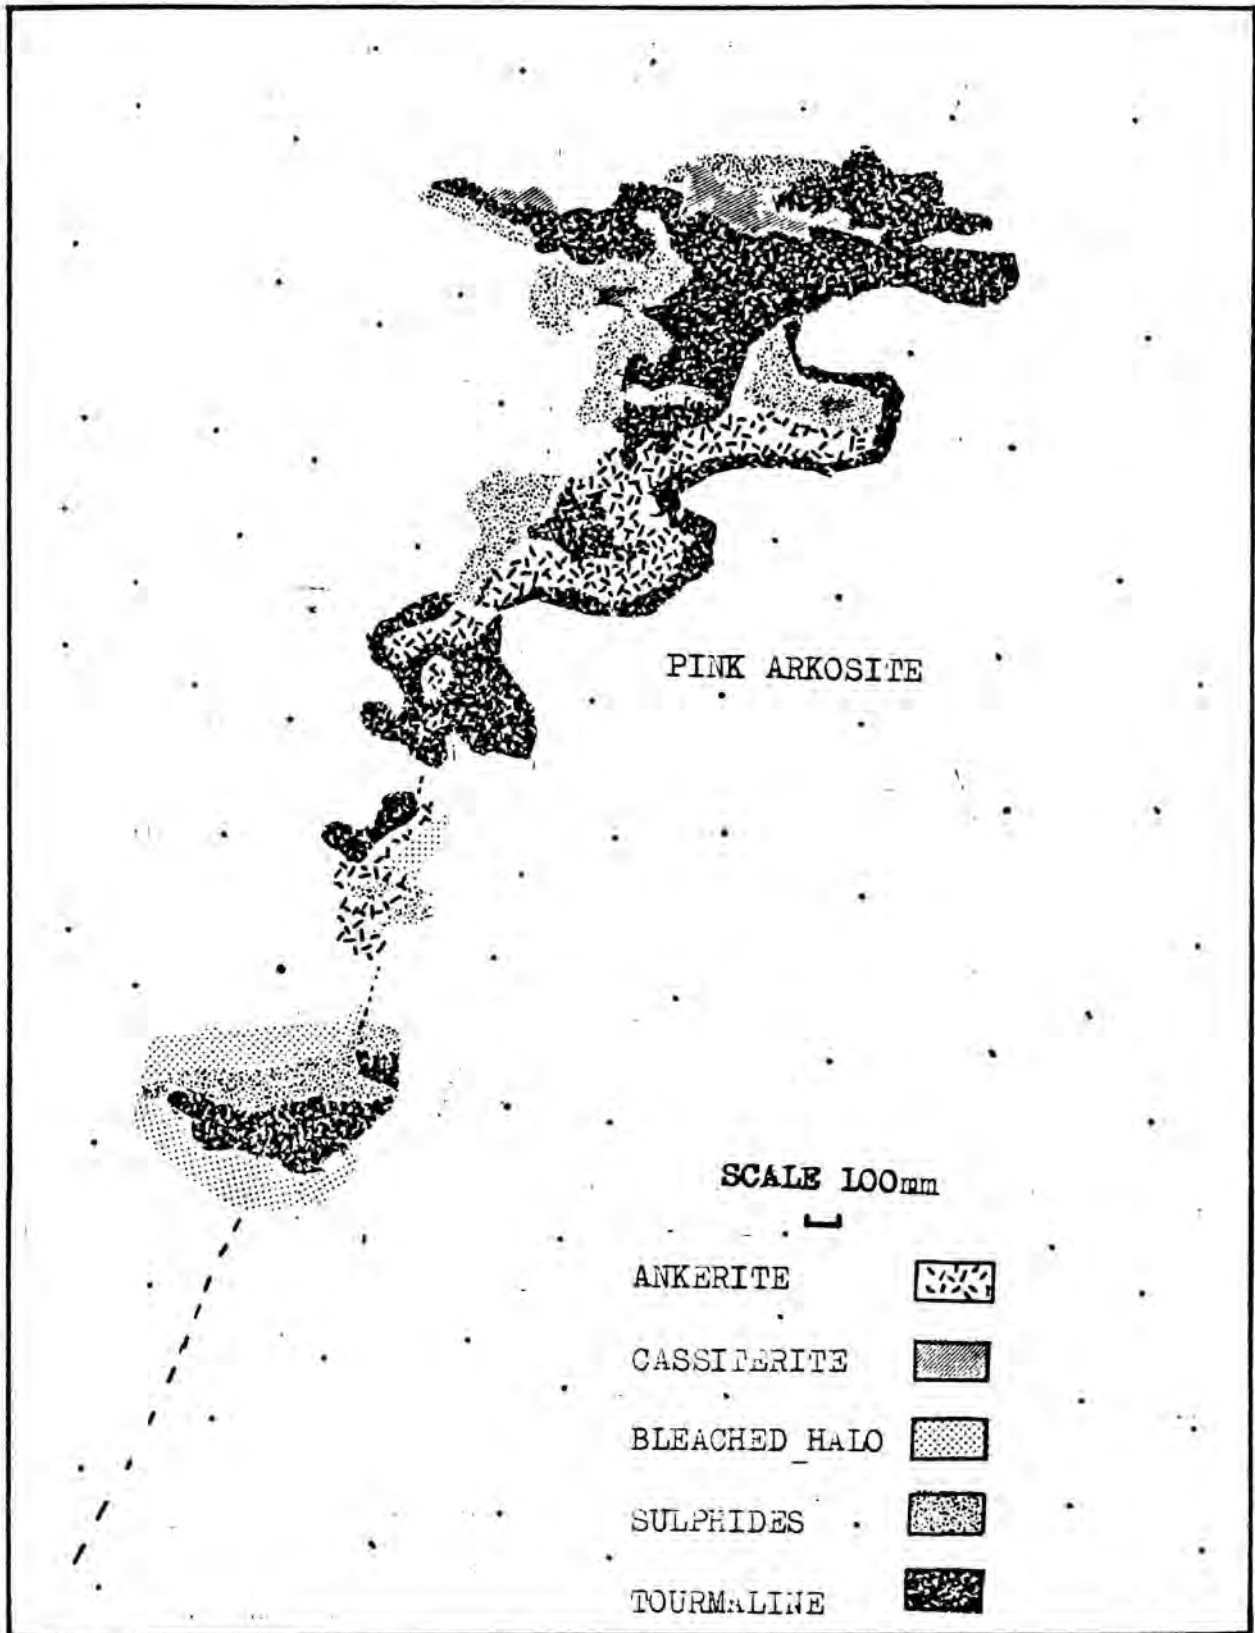 PINK ARKOSITE
SCALE 100mm
ANKERITE
CASSITERITE
BLEACHED HALO
SULPHIDES
TOURMALINE